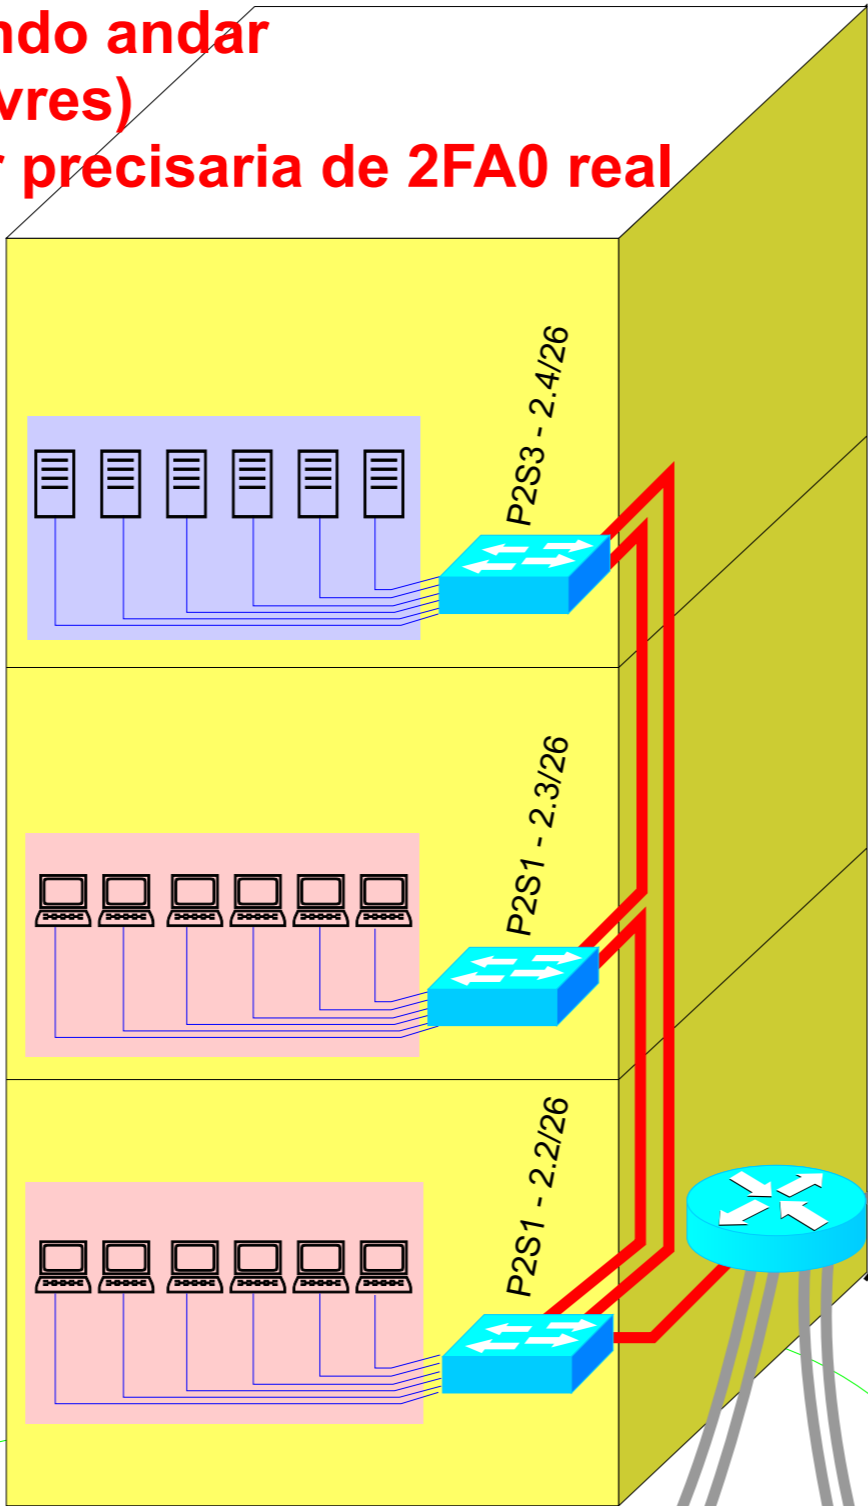 ndo andar
vres)
r precisaria de 2FA0 real
P2S3 - 2.4/26
P2S1 - 2.3/26
P2S1 - 2.2/26